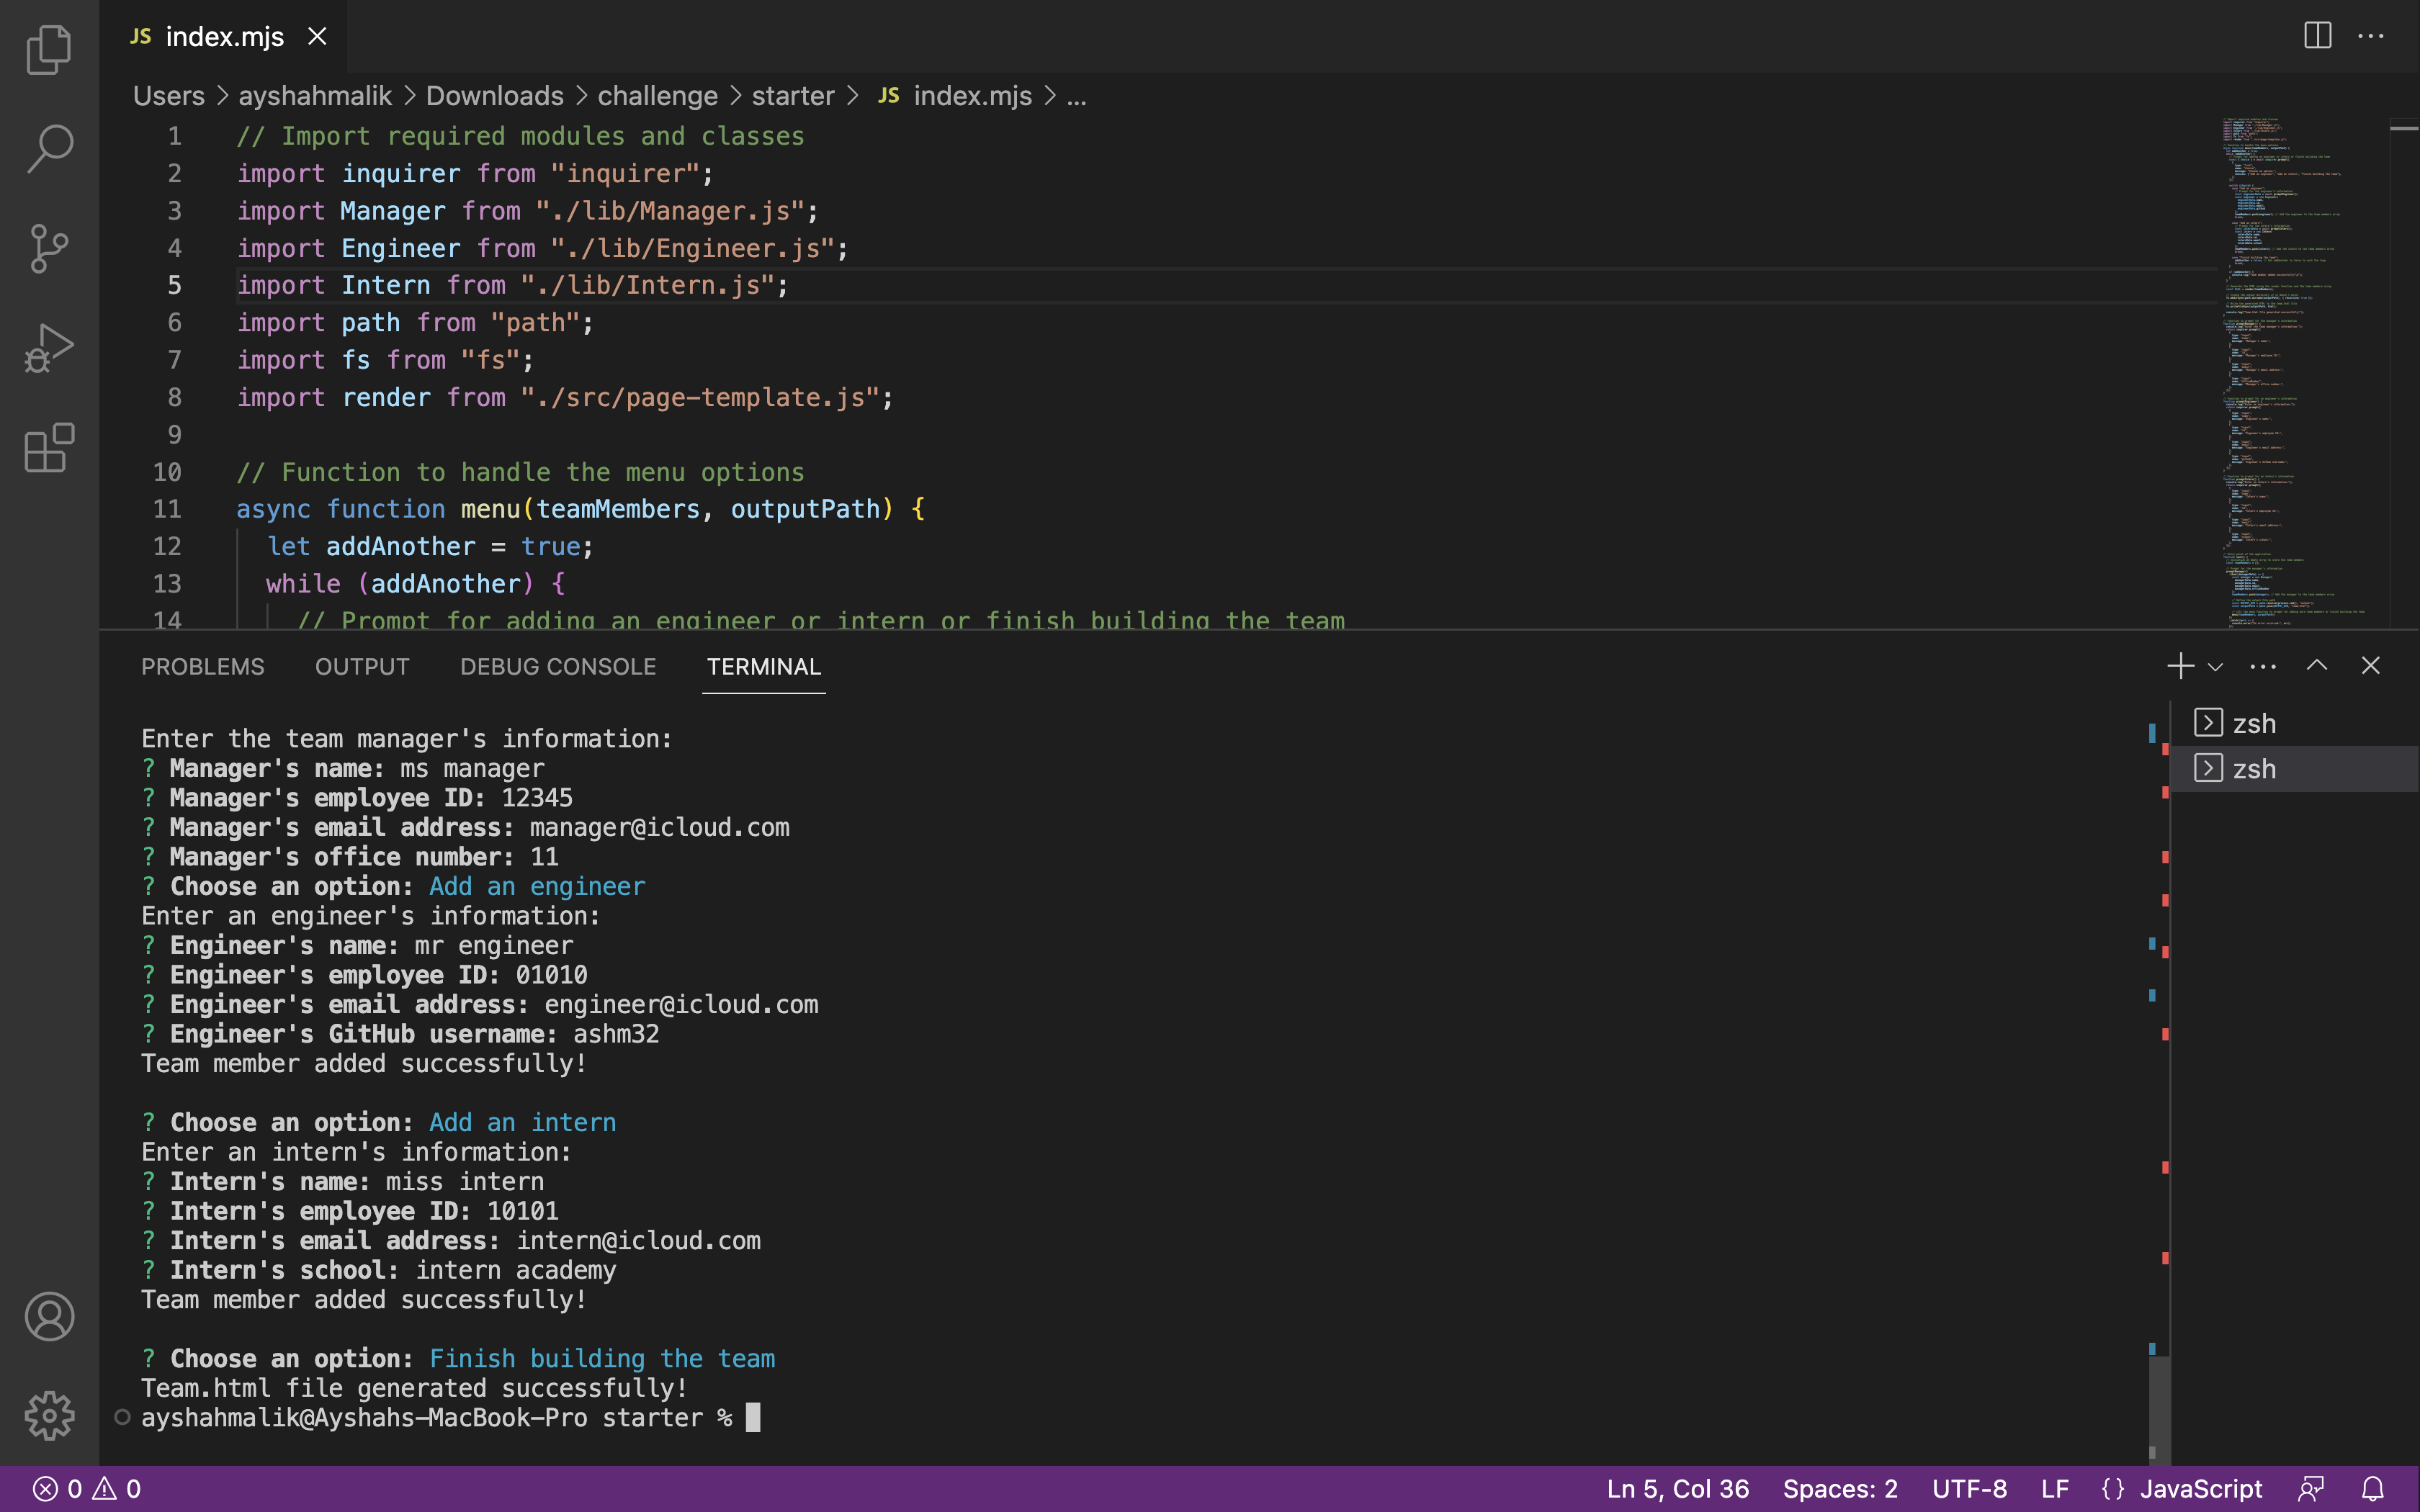 JS index.mjs
Users > ayshahmalik > Downloads > challenge > starter > JS index.mjs > ...
1 // Import required modules and classes
2 import inquirer from "inquirer";
3 import Manager from "./lib/Manager.js";
4 import Engineer from "./lib/Engineer.js";
5 import Intern from "./lib/Intern.js";
6 import path from "path";
7 import fs from "fs";
8 import render from "./src/page-template.js";
9
10 // Function to handle the menu options
11 async function menu(teamMembers, outputPath) {
12 let addAnother = true;
13 while (addAnother) {
14 // Prompt for adding an engineer or intern or finish building the team
PROBLEMS OUTPUT DEBUG CONSOLE TERMINAL
zsh
zsh
Enter the team manager's information:
? Manager's name: ms manager
? Manager's employee ID: 12345
? Manager's email address: manager@icloud.com
? Manager's office number: 11
? Choose an option: Add an engineer
Enter an engineer's information:
? Engineer's name: mr engineer
? Engineer's employee ID: 01010
? Engineer's email address: engineer@icloud.com
? Engineer's GitHub username: ashm32
Team member added successfully!
? Choose an option: Add an intern
Enter an intern's information:
? Intern's name: miss intern
? Intern's employee ID: 10101
? Intern's email address: intern@icloud.com
? Intern's school: intern academy
Team member added successfully!
? Choose an option: Finish building the team
Team.html file generated successfully!
ayshahmalik@Ayshahs-MacBook-Pro starter %
0 0 Ln 5, Col 36 Spaces: 2 UTF-8 LF {} JavaScript